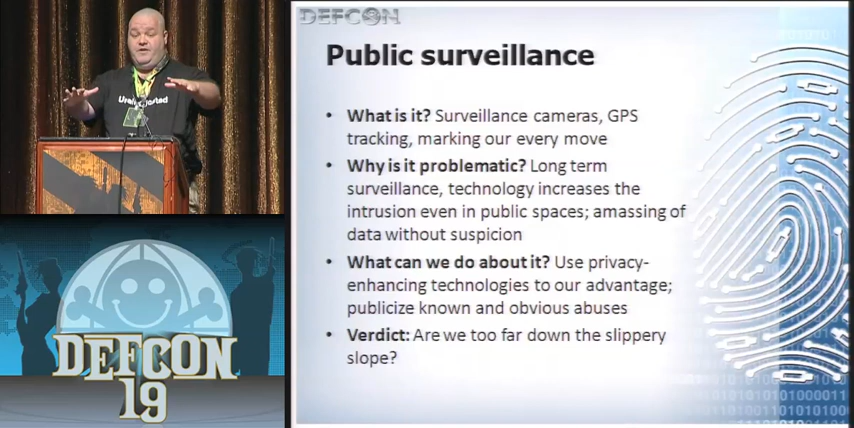 DEFCON
Public surveillance
• What is it? Surveillance cameras, GPS
tracking, marking our every move
• Why is it problematic? Long term
surveillance, technology increases the
intrusion even in public spaces; amassing of
data without suspicion
• What can we do about it? Use privacy-
enhancing technologies to our advantage;
publicize known and obvious abuses
• Verdict: Are we too far down the slippery
slope?
DEFCON
19